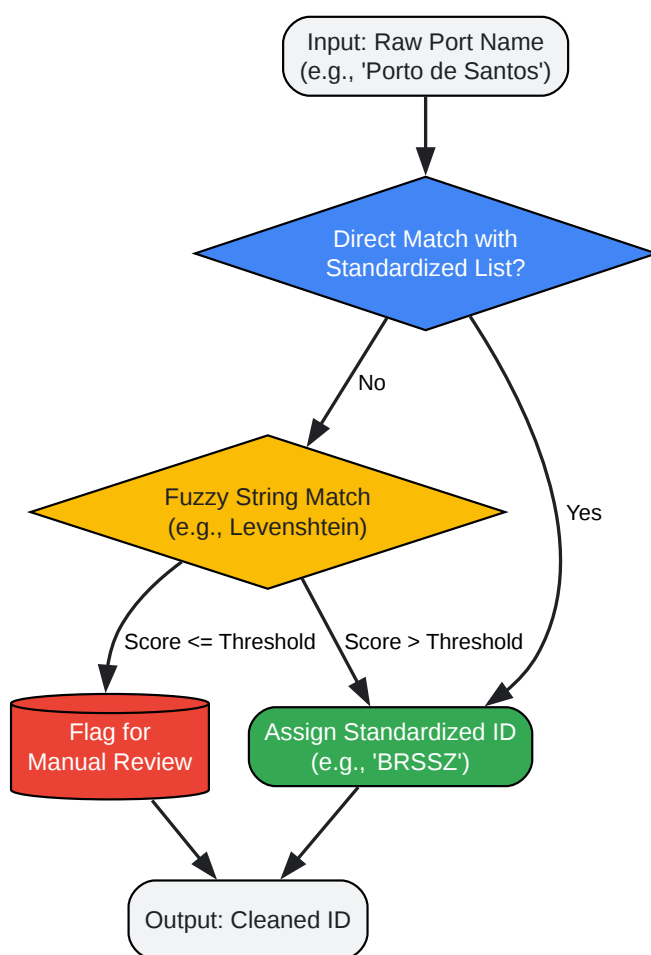 Input: Raw Port Name
(e.g., 'Porto de Santos')
Direct Match with
Standardized List?
No
Yes
Fuzzy String Match
(e.g., Levenshtein)
Score <= Threshold
Score > Threshold
Flag for
Manual Review
Assign Standardized ID
(e.g., 'BRSSZ')
Output: Cleaned ID